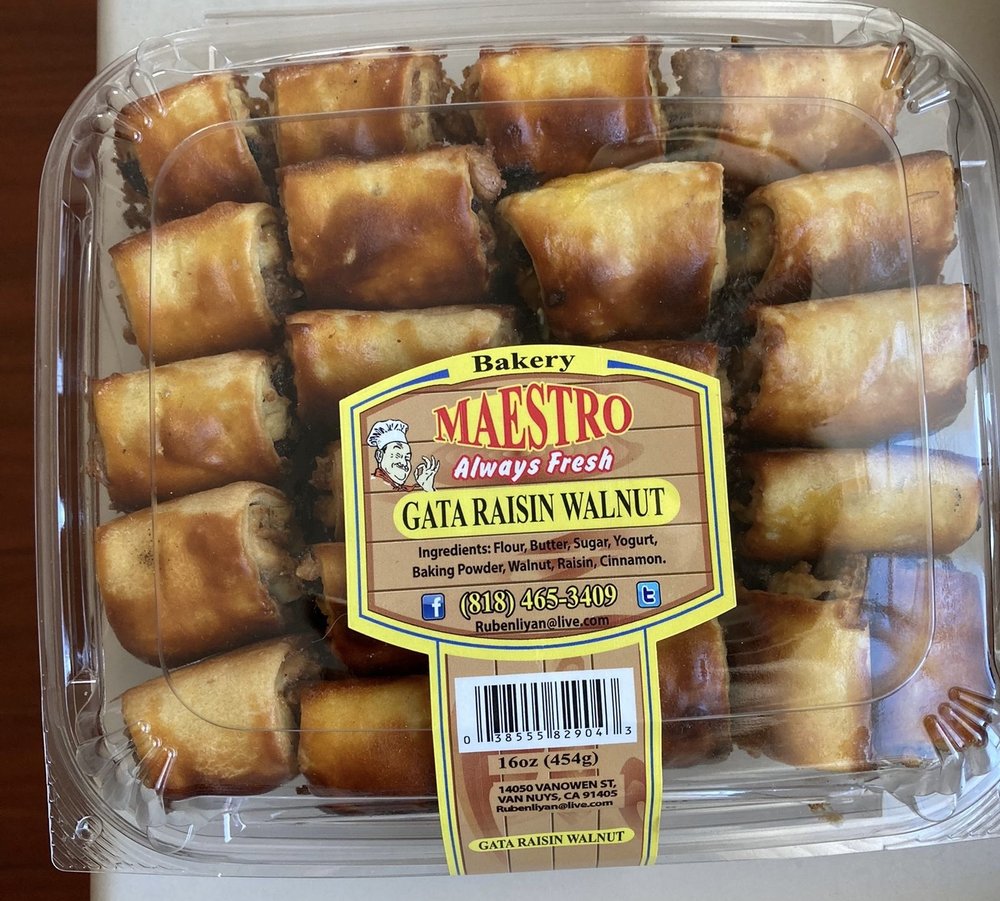 Bakery
MAESTRO
Always Fresh
GATA RAISIN WALNUT
Ingredients: Flour, Butter, Sugar, Yogurt,
Baking Powder, Walnut, Raisin, Cinnamon.
f (818) 465-3409 t
Rubenliyan@live.com
0 38555 82904 3
16oz (454g)
14050 VANOWEN ST,
VAN NUYS, CA 91405
Rubenliyan@live.com
GATA RAISIN WALNUT